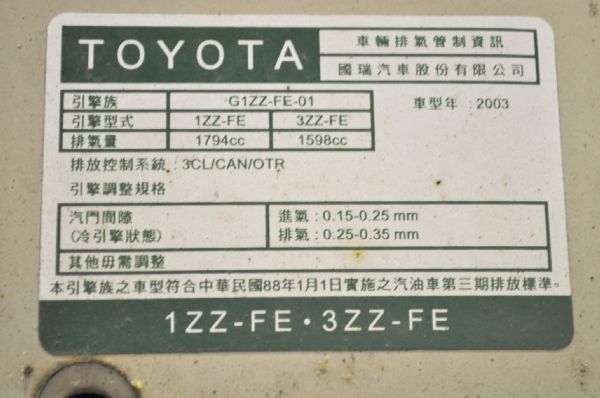 TOYOTA
車輛排氣管制資訊
國瑞汽車股份有限公司
引擎族 G1ZZ-FE-01 車型年：2003
引擎型式 1ZZ-FE 3ZZ-FE
排氣量 1794cc 1598cc
排放控制系統：3CL/CAN/OTR
引擎調整規格
汽門間隙 進氣：0.15-0.25 mm
(冷引擎狀態) 排氣：0.25-0.35 mm
其他毋需調整
本引擎族之車型符合中華民國88年1月1日實施之汽油車第三期排放標準。
1ZZ-FE・3ZZ-FE